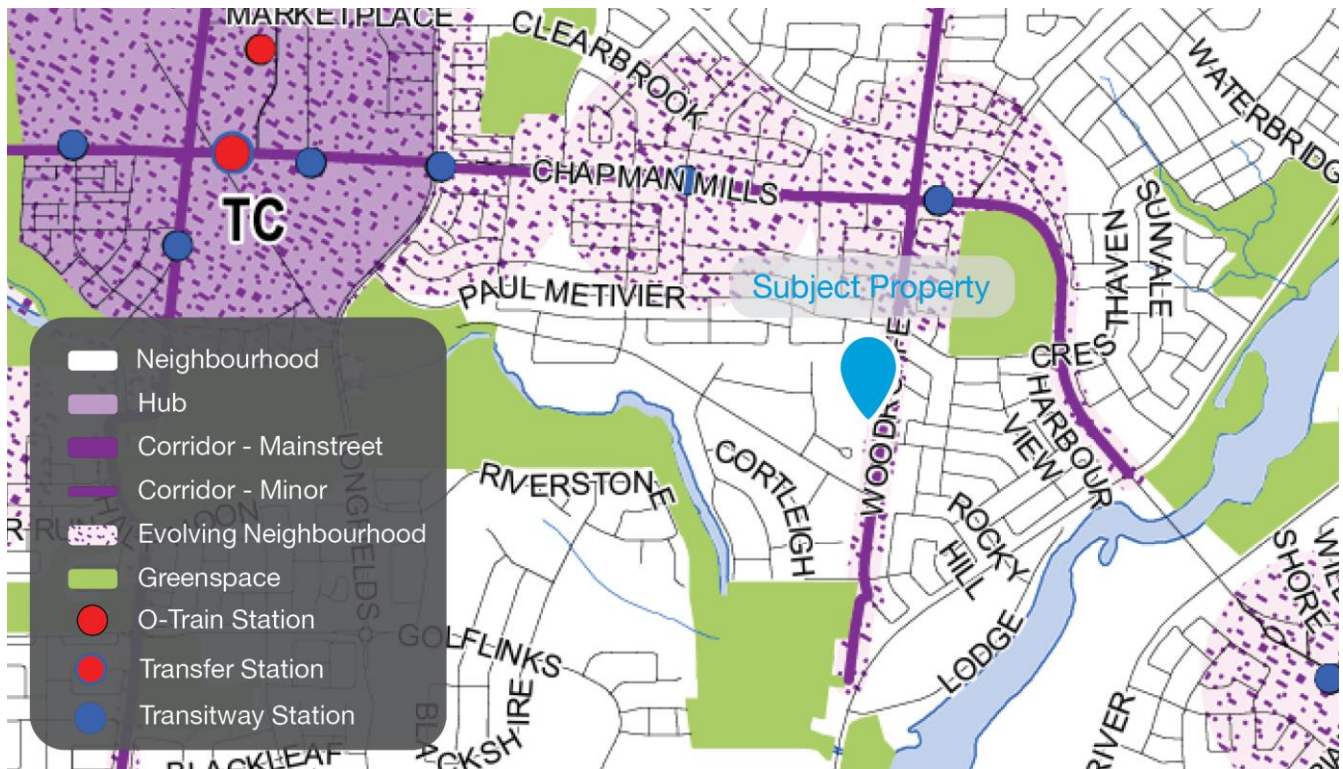 MARKETPLACE
CLEARBROOK
WATERBRIDG
CHAPMAN MILLS
TC
SUNVALE
THAVEN
PAUL METIVIER
Subject Property
CRES
HARBOUR
VIEW
CORTLEIGH
RIVERSTONE
ROCKY
HILL
LODGE
SHORE
RIVER
LONGFIELDS
GOLFLINKS
BLACKSHIRE
BLACKLEAF
Neighbourhood
Hub
Corridor - Mainstreet
Corridor - Minor
Evolving Neighbourhood
Greenspace
O-Train Station
Transfer Station
Transitway Station